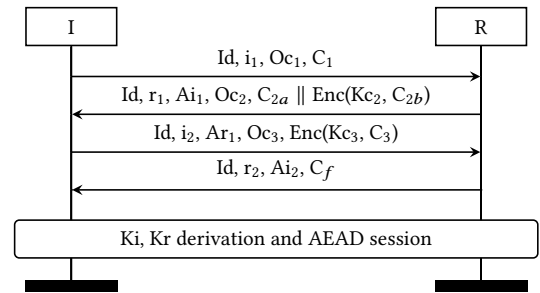 I R
Id, i₁, Oc₁, C₁
Id, r₁, Ai₁, Oc₂, C₂ₐ ∥ Enc(Kc₂, C₂b)
Id, i₂, Ar₁, Oc₃, Enc(Kc₃, C₃)
Id, r₂, Ai₂, C_f
Ki, Kr derivation and AEAD session